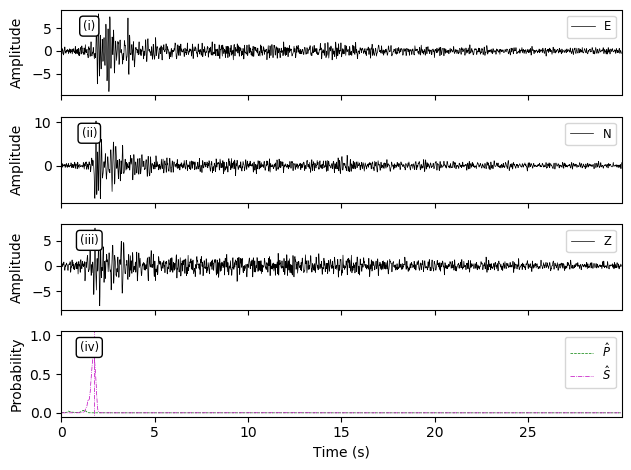 Amplitude
5
0
−5
(i)
E
Amplitude
10
0
(ii)
N
Amplitude
5
0
−5
(iii)
Z
Probability
1.0
0.5
0.0
(iv)
P̂
Ŝ
0 5 10 15 20 25
Time (s)